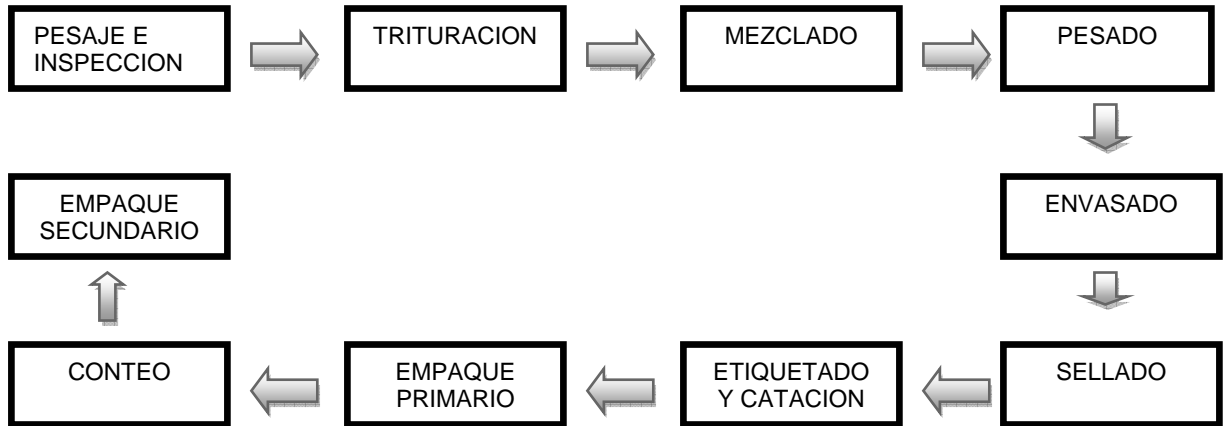 PESAJE E
INSPECCION
TRITURACION
MEZCLADO
PESADO
ENVASADO
SELLADO
ETIQUETADO
Y CATACION
EMPAQUE
PRIMARIO
CONTEO
EMPAQUE
SECUNDARIO